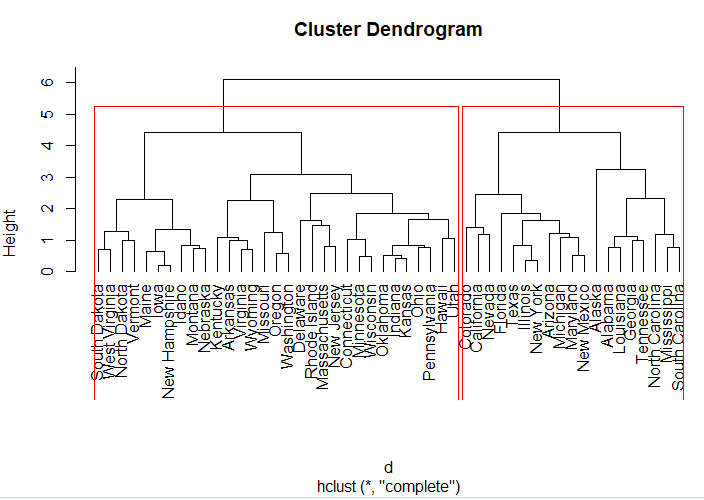 Cluster Dendrogram
Height
6
5
4
3
2
1
0
South Dakota
West Virginia
North Dakota
Vermont
Maine
Iowa
New Hampshire
Idaho
Montana
Nebraska
Kentucky
Arkansas
Virginia
Wyoming
Missouri
Oregon
Washington
Delaware
Rhode Island
Massachusetts
New Jersey
Connecticut
Minnesota
Wisconsin
Oklahoma
Indiana
Kansas
Ohio
Pennsylvania
Hawaii
Utah
Colorado
California
Nevada
Florida
Texas
Illinois
New York
Arizona
Michigan
Maryland
New Mexico
Alaska
Alabama
Louisiana
Georgia
Tennessee
North Carolina
Mississippi
South Carolina
d
hclust (*, "complete")